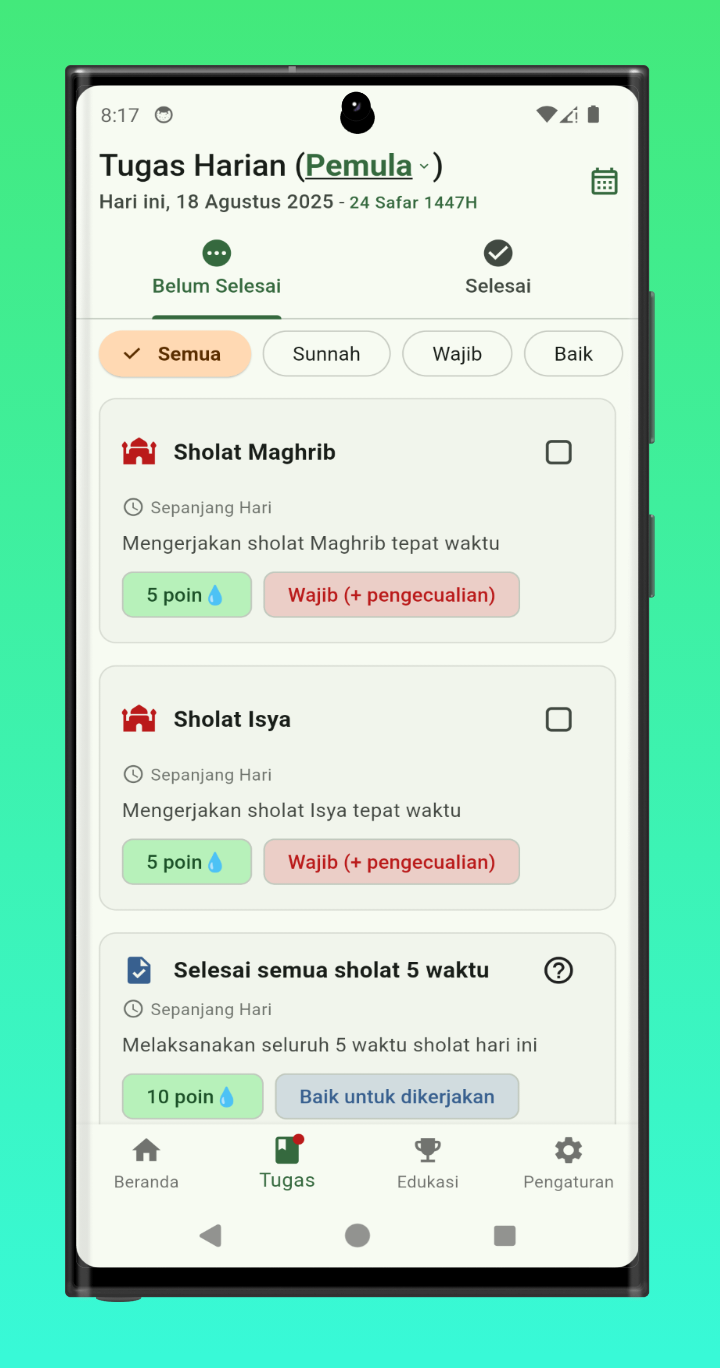 8:17
Tugas Harian (Pemula)
Hari ini, 18 Agustus 2025 - 24 Safar 1447H
Belum Selesai
Selesai
Semua
Sunnah
Wajib
Baik
Sholat Maghrib
Sepanjang Hari
Mengerjakan sholat Maghrib tepat waktu
5 poin💧
Wajib (+ pengecualian)
Sholat Isya
Sepanjang Hari
Mengerjakan sholat Isya tepat waktu
5 poin💧
Wajib (+ pengecualian)
Selesai semua sholat 5 waktu
Sepanjang Hari
Melaksanakan seluruh 5 waktu sholat hari ini
10 poin💧
Baik untuk dikerjakan
Beranda
Tugas
Edukasi
Pengaturan